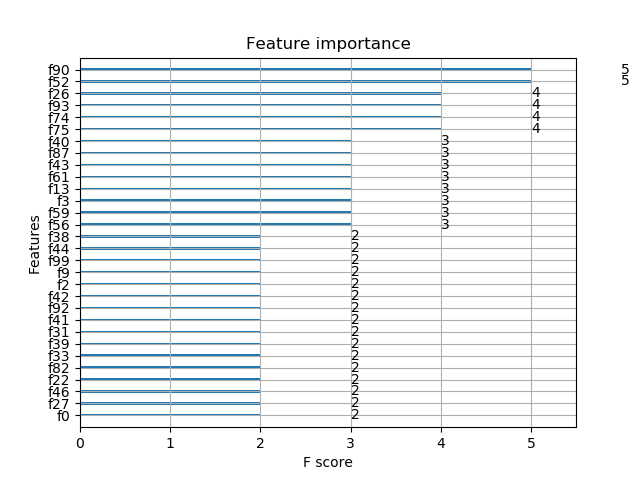 Feature importance
f90 5
f52 5
f26 4
f93 4
f74 4
f75 4
f40 3
f87 3
f43 3
f61 3
f13 3
f3 3
f59 3
f56 3
f38 2
f44 2
f99 2
f9 2
f2 2
f42 2
f92 2
f41 2
f31 2
f39 2
f33 2
f82 2
f22 2
f46 2
f27 2
f0 2
Features
0 1 2 3 4 5
F score